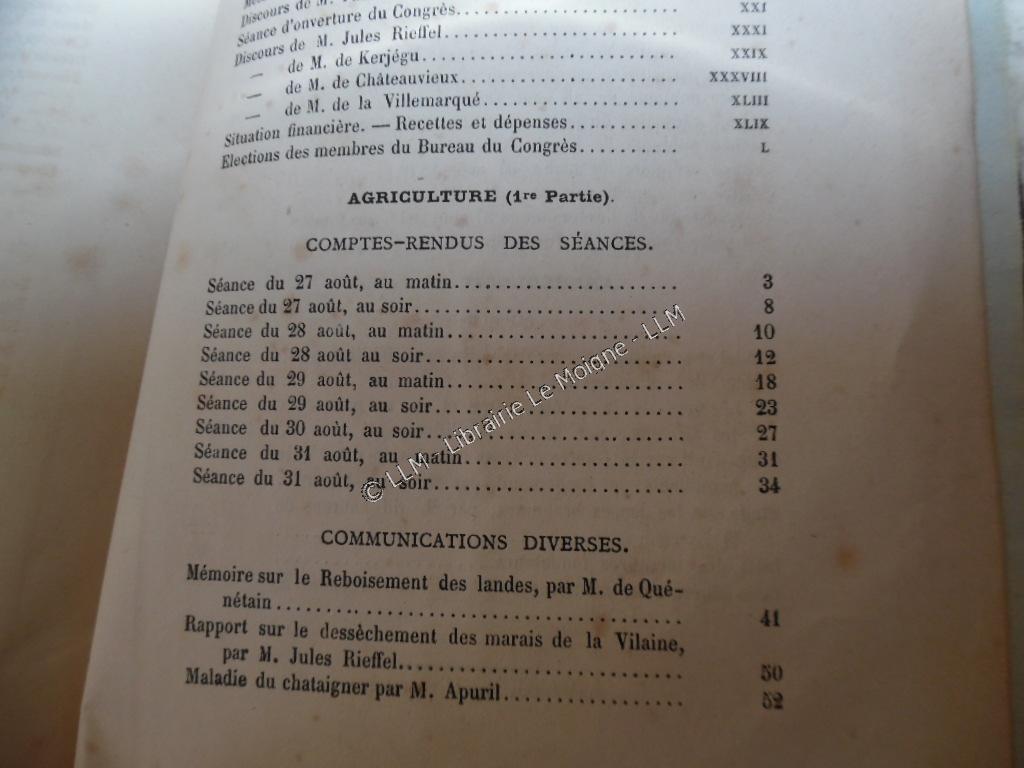 Discours de M.
Séance d'onverture du Congrès.................... XXI
Discours de M. Jules Rieffel...................... XXXI
— de M. de Kerjégu......................... XXIX
— de M. de Châteauvieux..................... XXXVIII
— de M. de la Villemarqué................... XLIII
Situation financière. — Recettes et dépenses.......... XLIX
Elections des membres du Bureau du Congrès.......... L
AGRICULTURE (1re Partie).
COMPTES-RENDUS DES SÉANCES.
Séance du 27 août, au matin..................... 3
Séance du 27 août, au soir........................ 8
Séance du 28 août, au matin..................... 10
Séance du 28 août au soir........................ 12
Séance du 29 août, au matin..................... 18
Séance du 29 août, au soir....................... 23
Séance du 30 août, au soir....................... 27
Séance du 31 août, au matin..................... 31
Séance du 31 août, au soir....................... 34
© LLM - Librairie Le Moigne - LLM
COMMUNICATIONS DIVERSES.
Mémoire sur le Reboisement des landes, par M. de Qué-
nétain.................................... 41
Rapport sur le dessèchement des marais de la Vilaine,
par M. Jules Rieffel......................... 50
Maladie du chataigner par M. Apuril................ 52